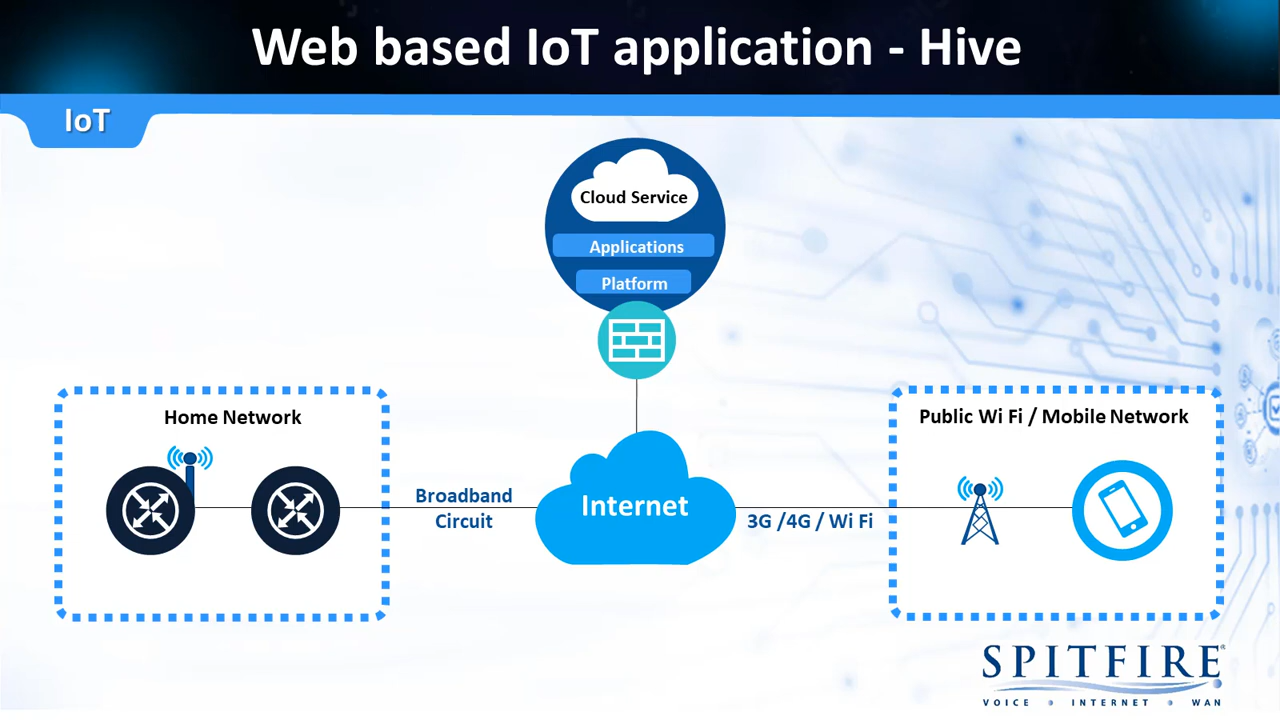 Web based IoT application - Hive
IoT
Cloud Service
Applications
Platform
Home Network
Public Wi Fi / Mobile Network
Broadband
Circuit
Internet
3G /4G / Wi Fi
SPITFIRE®
VOICE • INTERNET • WAN